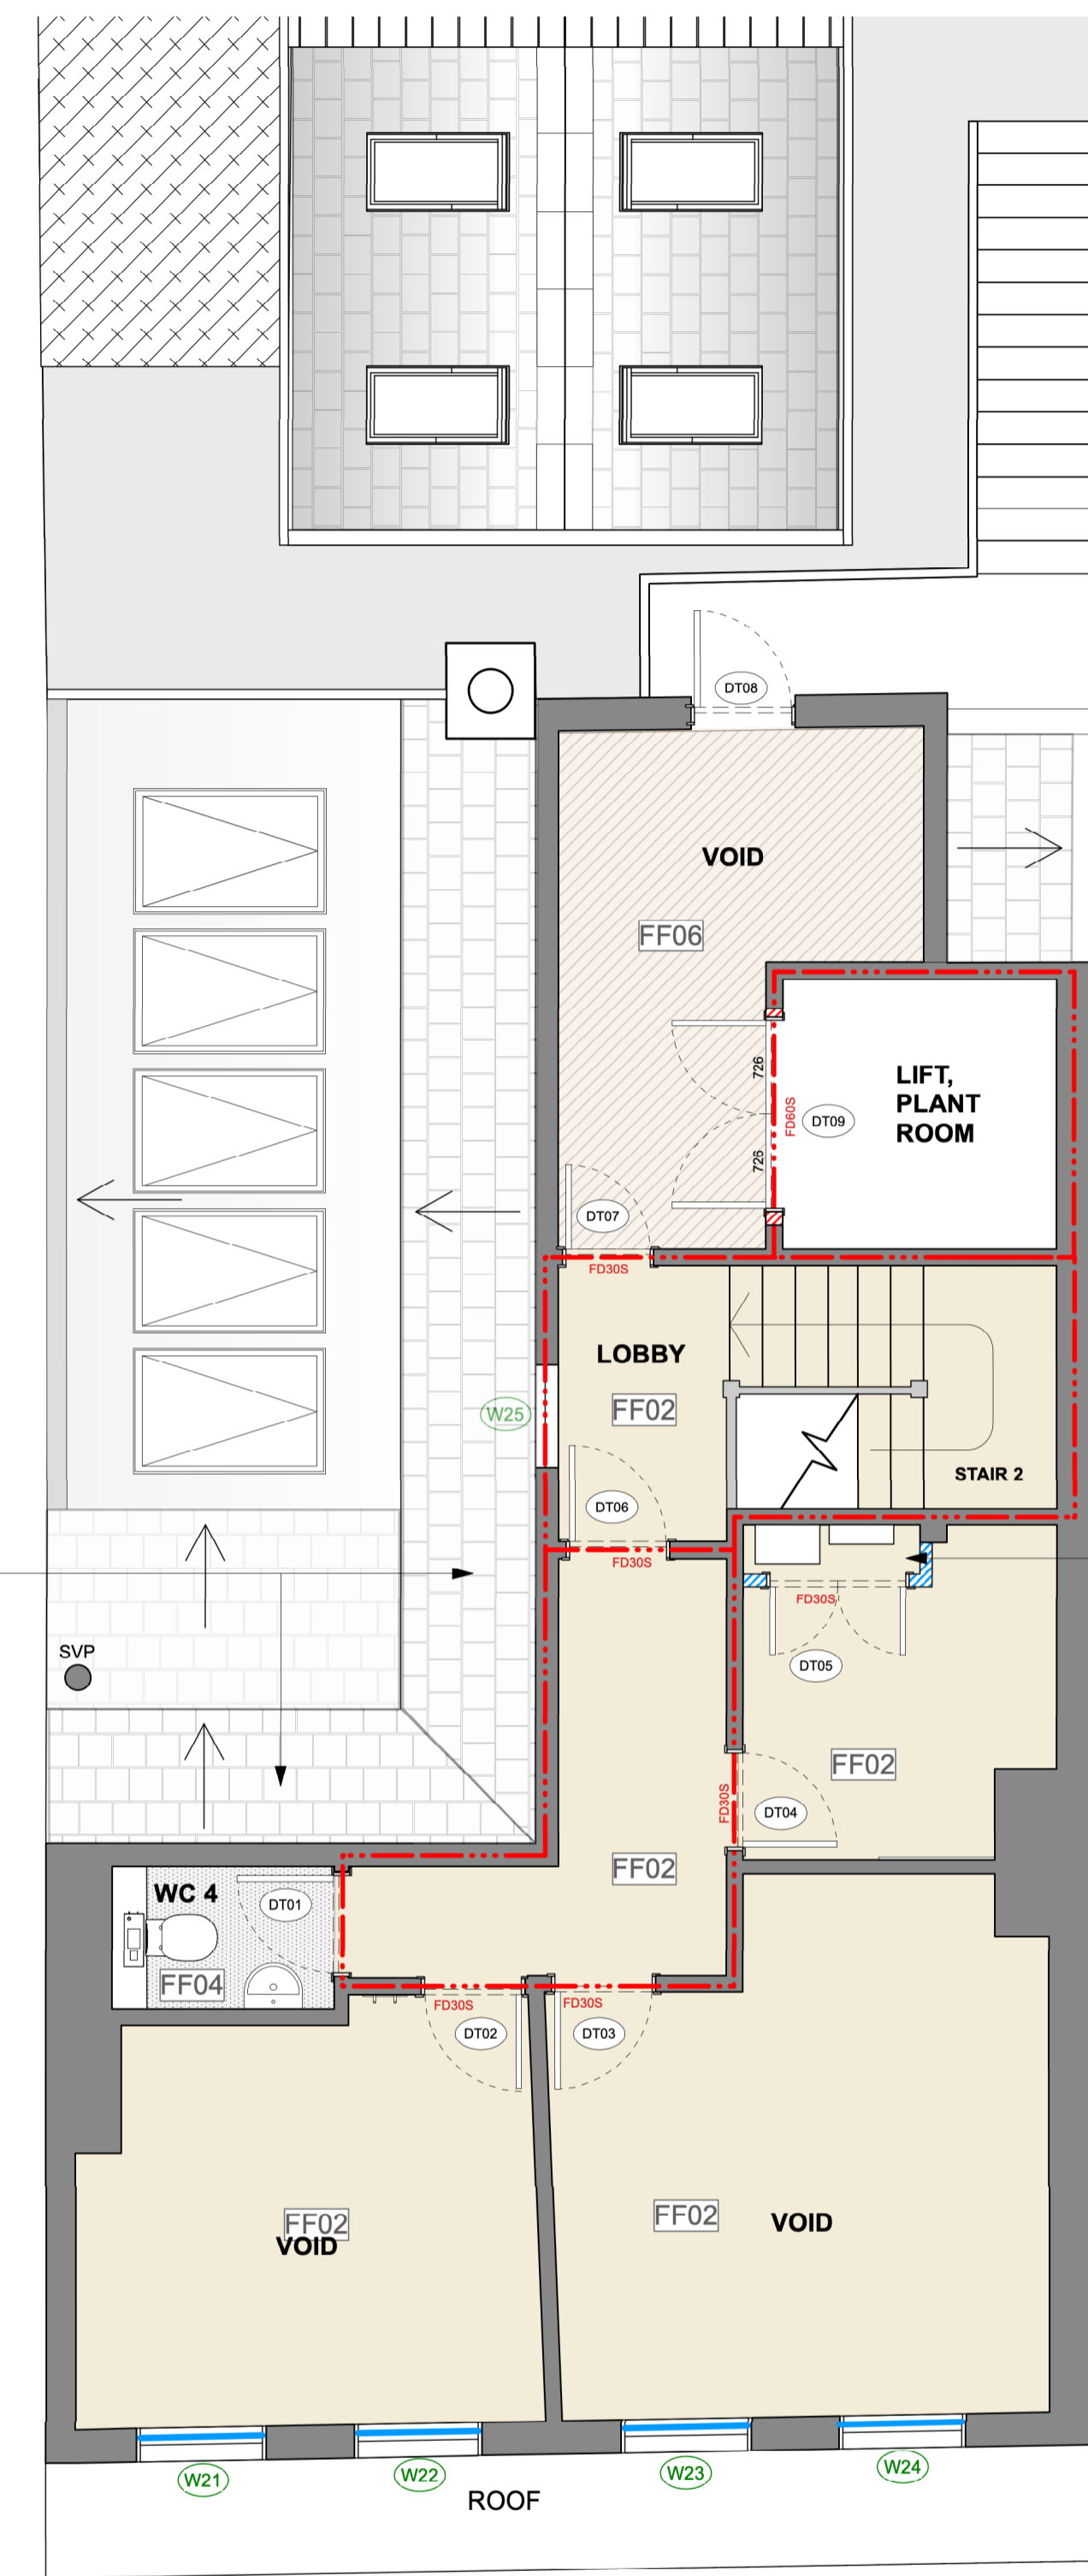 DT08
VOID
FF06
726
FD60S
DT09
LIFT,
PLANT
ROOM
726
DT07
FD30S
LOBBY
FF02
W25
STAIR 2
DT06
FD30S
FD30S
SVP
DT05
FF02
FD30S
DT04
FF02
WC 4
DT01
FF04
FD30S
FD30S
DT02
DT03
FF02
VOID
FF02
VOID
W21
W22
W23
W24
ROOF